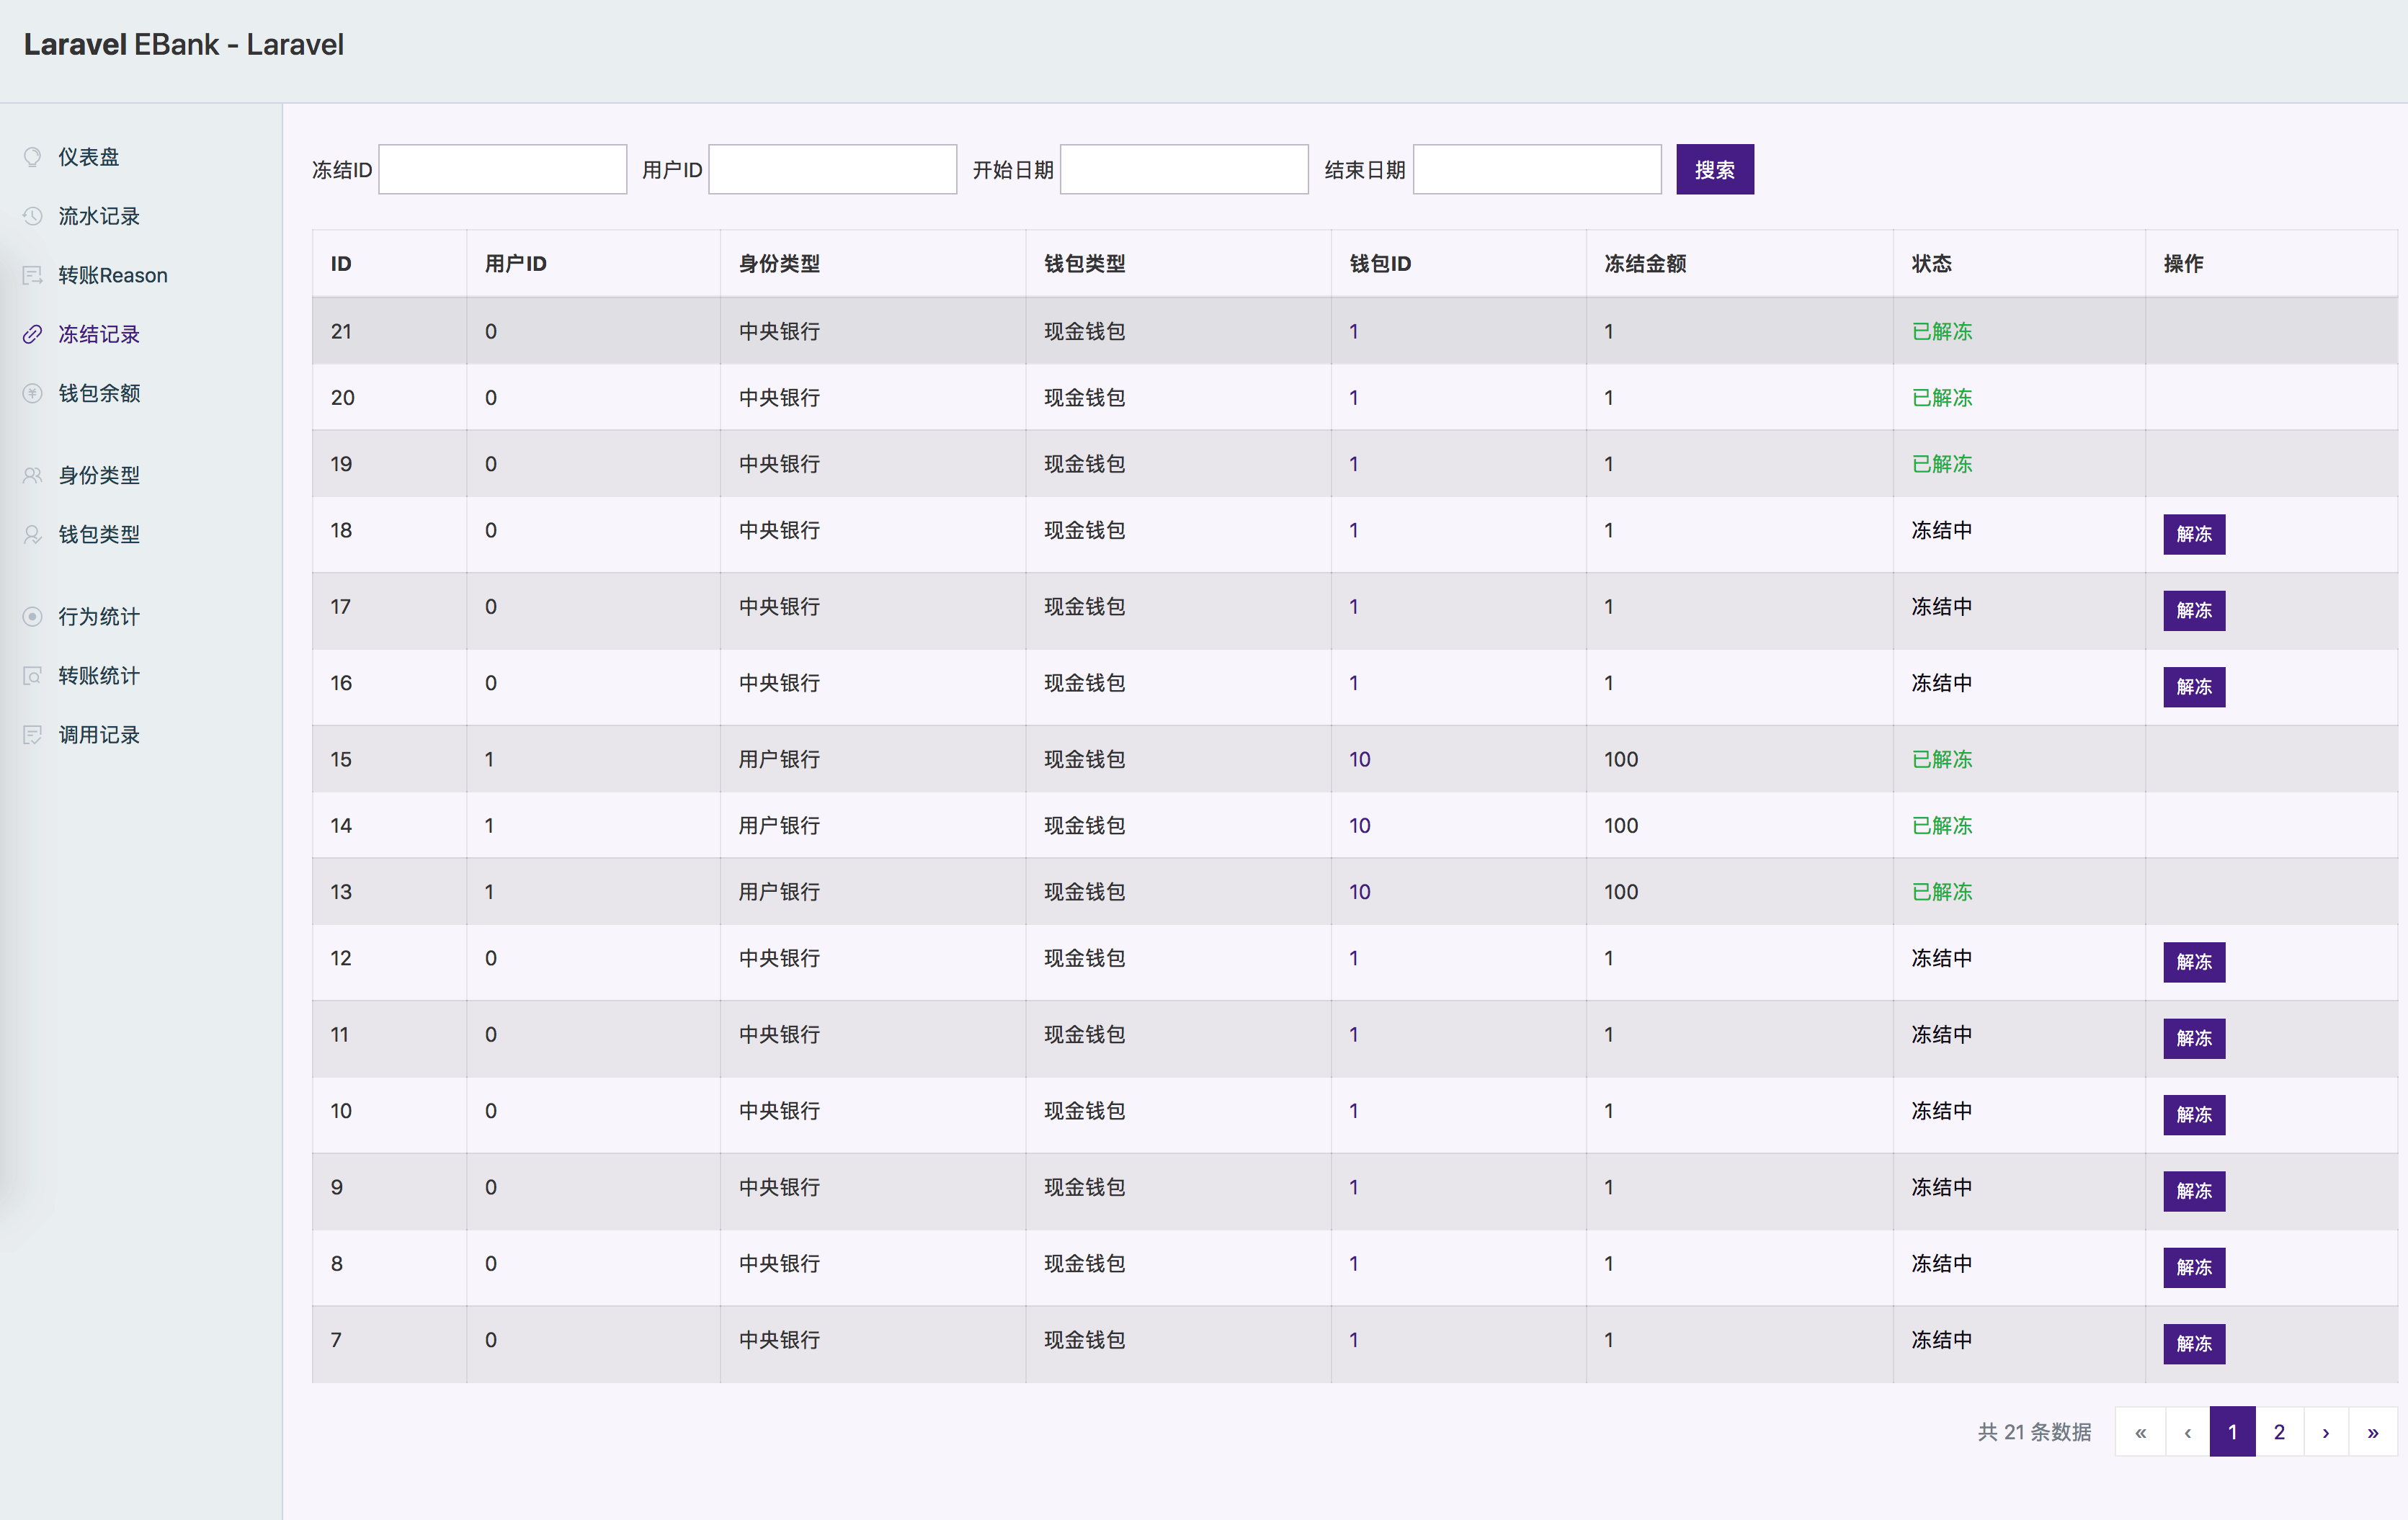 Laravel EBank - Laravel
仪表盘
流水记录
转账Reason
冻结记录
钱包余额
身份类型
钱包类型
行为统计
转账统计
调用记录
冻结ID 用户ID 开始日期 结束日期 搜索
ID 用户ID 身份类型 钱包类型 钱包ID 冻结金额 状态 操作
21 0 中央银行 现金钱包 1 1 已解冻
20 0 中央银行 现金钱包 1 1 已解冻
19 0 中央银行 现金钱包 1 1 已解冻
18 0 中央银行 现金钱包 1 1 冻结中 解冻
17 0 中央银行 现金钱包 1 1 冻结中 解冻
16 0 中央银行 现金钱包 1 1 冻结中 解冻
15 1 用户银行 现金钱包 10 100 已解冻
14 1 用户银行 现金钱包 10 100 已解冻
13 1 用户银行 现金钱包 10 100 已解冻
12 0 中央银行 现金钱包 1 1 冻结中 解冻
11 0 中央银行 现金钱包 1 1 冻结中 解冻
10 0 中央银行 现金钱包 1 1 冻结中 解冻
9 0 中央银行 现金钱包 1 1 冻结中 解冻
8 0 中央银行 现金钱包 1 1 冻结中 解冻
7 0 中央银行 现金钱包 1 1 冻结中 解冻
共 21 条数据 « ‹ 1 2 › »